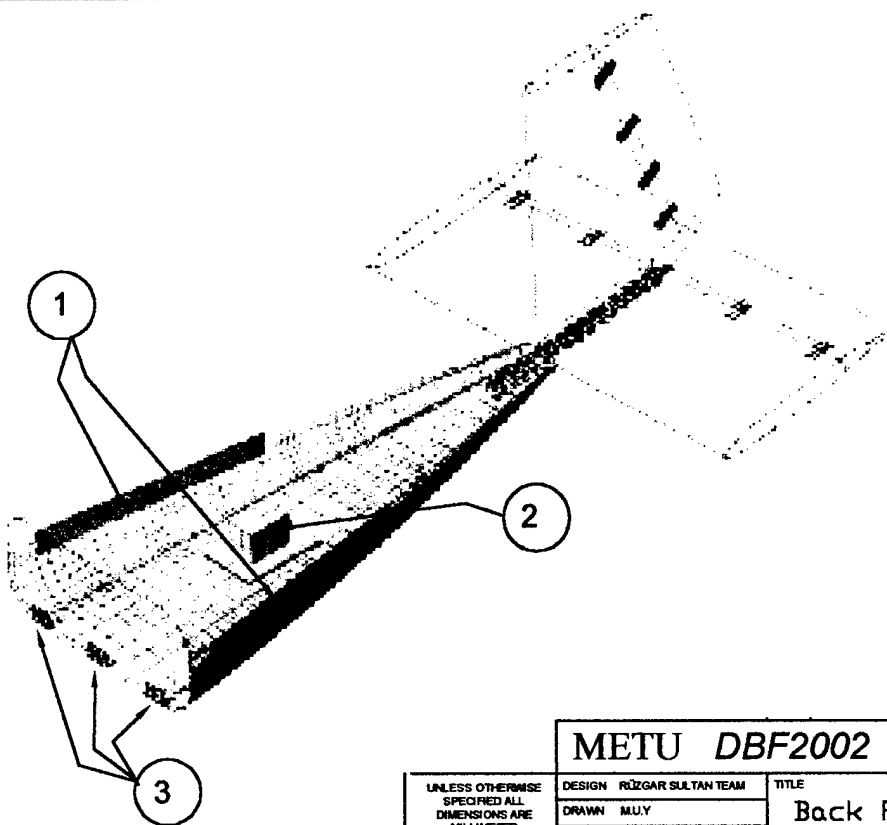 1
2
3
METU DBF2002
UNLESS OTHERWISE
SPECIFIED ALL
DIMENSIONS ARE
DESIGN RÜZGAR SULTAN TEAM
DRAWN M.U.Y
TITLE
Back